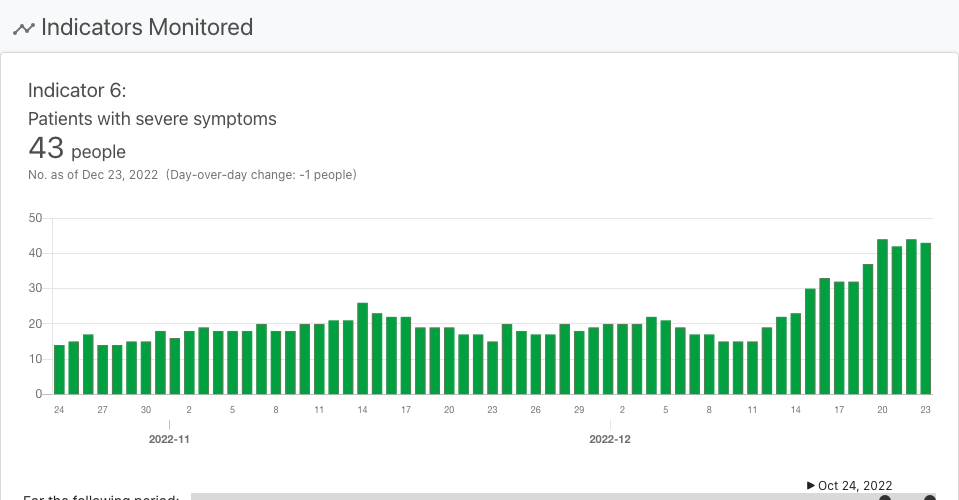 Indicators Monitored
Indicator 6:
Patients with severe symptoms
43 people
No. as of Dec 23, 2022 (Day-over-day change: -1 people)
50
40
30
20
10
0
24 27 30 2 5 8 11 14 17 20 23 26 29 2 5 8 11 14 17 20 23
2022-11 2022-12
▶ Oct 24, 2022
For the following period: